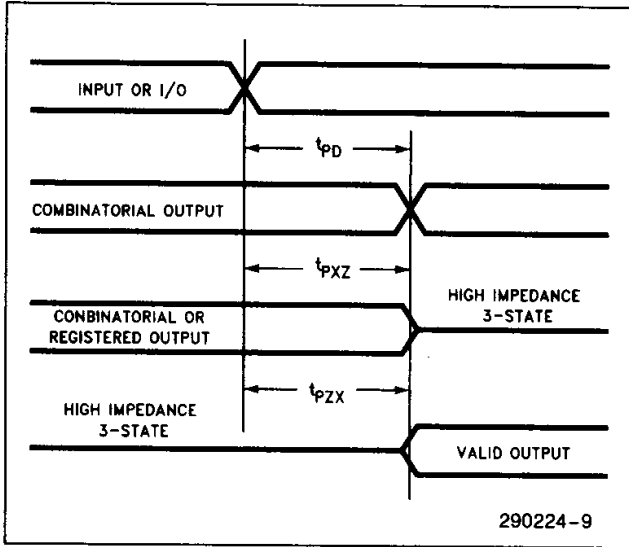 INPUT OR I/O
tPD
COMBINATORIAL OUTPUT
tPXZ
HIGH IMPEDANCE
3-STATE
CONBINATORIAL OR
REGISTERED OUTPUT
tPZX
HIGH IMPEDANCE
3-STATE
VALID OUTPUT
290224-9